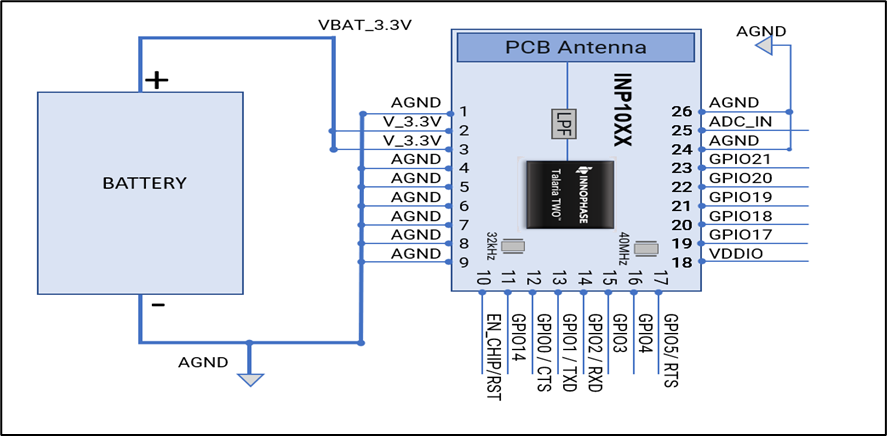 VBAT_3.3V
AGND
PCB Antenna
INP10XX
LPF
+
BATTERY
-
AGND
AGND 1
V_3.3V 2
V_3.3V 3
AGND 4
AGND 5
AGND 6
AGND 7
AGND 8
AGND 9
INNOPHASE
Talaria TWO™
32kHz
40MHz
26 AGND
25 ADC_IN
24 AGND
23 GPIO21
22 GPIO20
21 GPIO19
20 GPIO18
19 GPIO17
18 VDDIO
10 EN_CHIP/RST
11 GPIO14
12 GPIO0 / CTS
13 GPIO1 / TXD
14 GPIO2 / RXD
15 GPIO3
16 GPIO4
17 GPIO5/ RTS